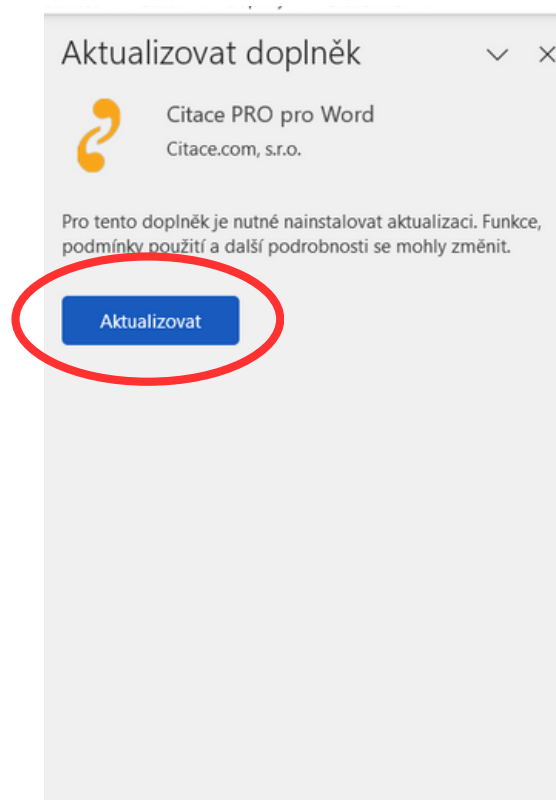 Aktualizovat doplněk
Citace PRO pro Word
Citace.com, s.r.o.
Pro tento doplněk je nutné nainstalovat aktualizaci. Funkce,
podmínky použití a další podrobnosti se mohly změnit.
Aktualizovat